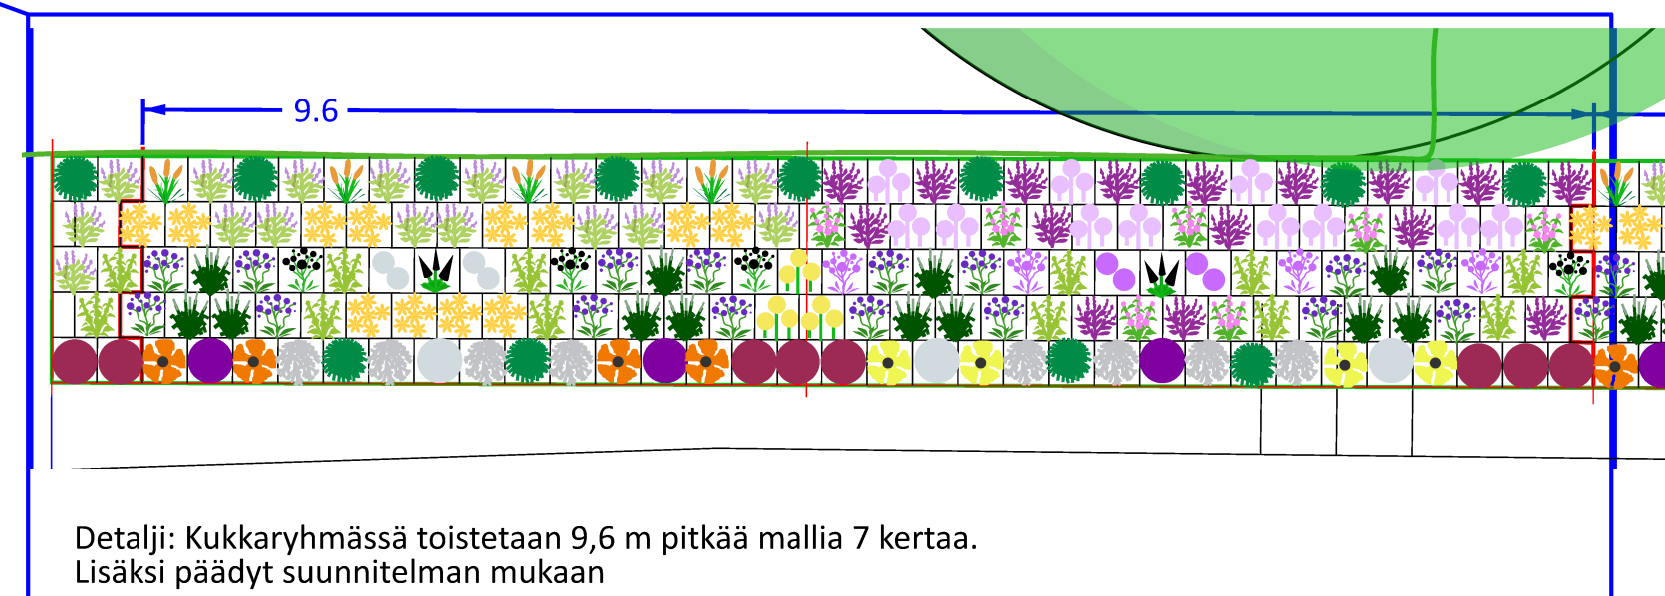 9.6
Detalji: Kukkaryhmässä toistetaan 9,6 m pitkää mallia 7 kertaa.
Lisäksi päädyt suunnitelman mukaan